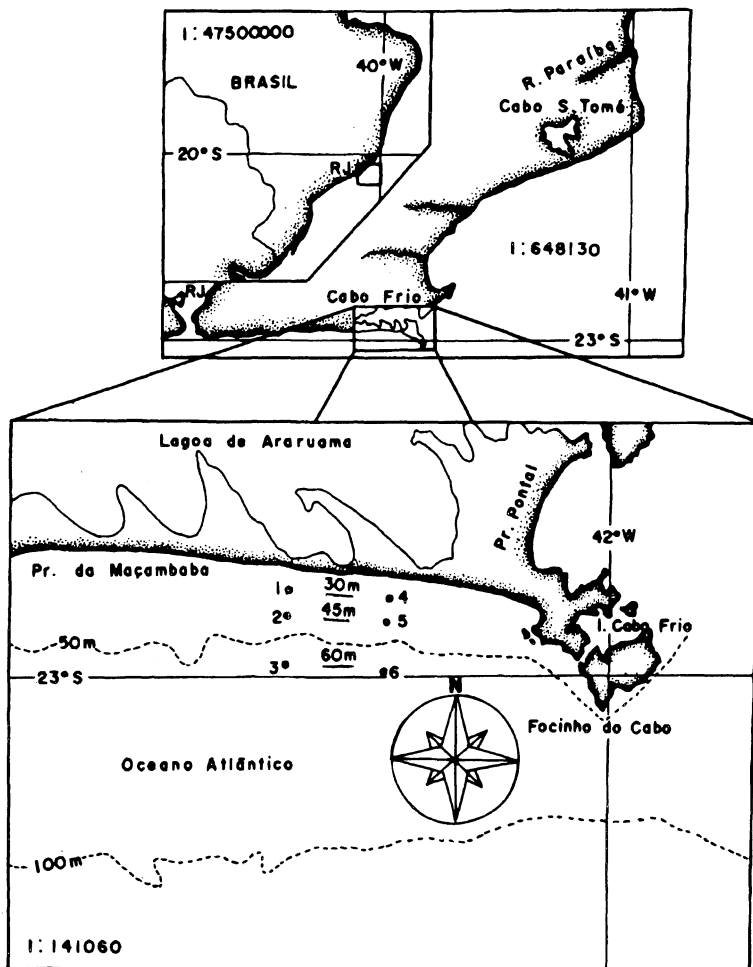 1:47500000
40°W
BRASIL
R. Paraíba
Cabo S. Tomé
20°S
RJ
1:648130
RJ
Cabo Frio
41°W
23°S
Lagoa de Araruama
Pr. Pontal
42°W
Pr. da Maçambaba
1 30m 4
2 45m 5
I. Cabo Frio
50m
3 60m 6
23°S
N
Focinho do Cabo
Oceano Atlântico
100m
1:141060